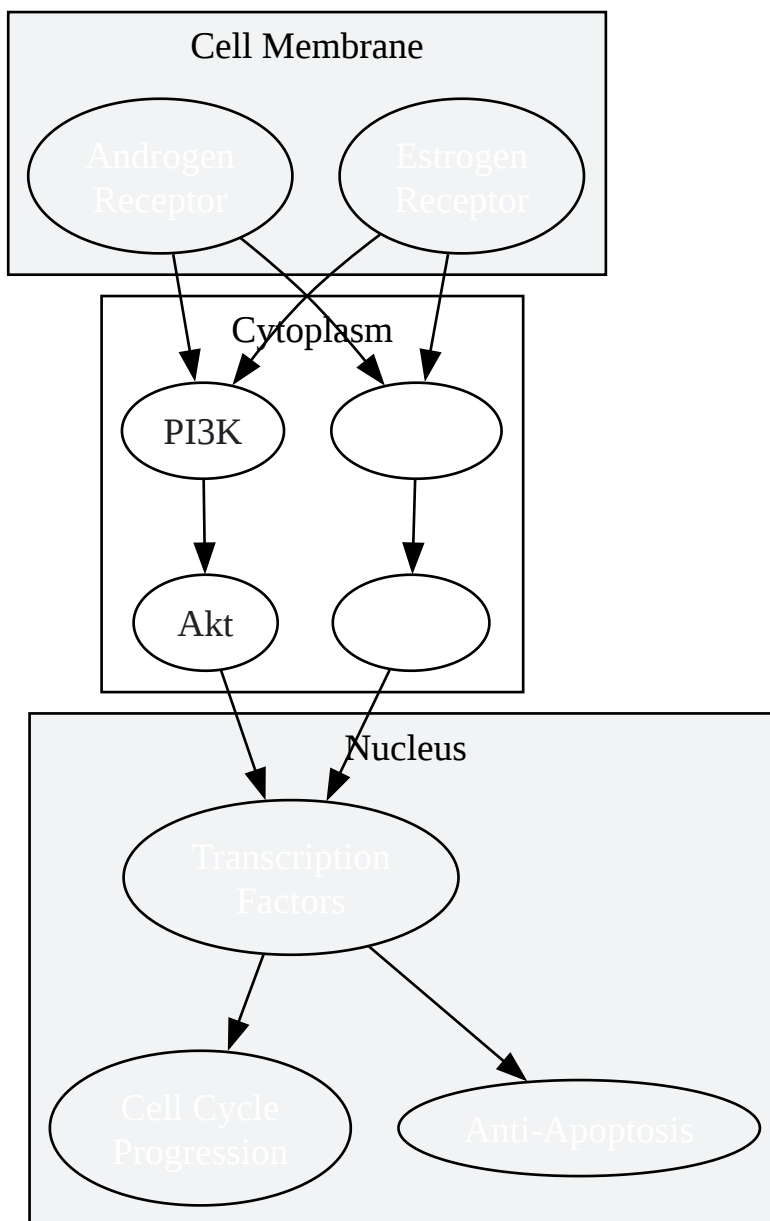 Cell Membrane
Androgen
Receptor
Estrogen
Receptor
Cytoplasm
PI3K
Akt
Nucleus
Transcription
Factors
Cell Cycle
Progression
Anti-Apoptosis